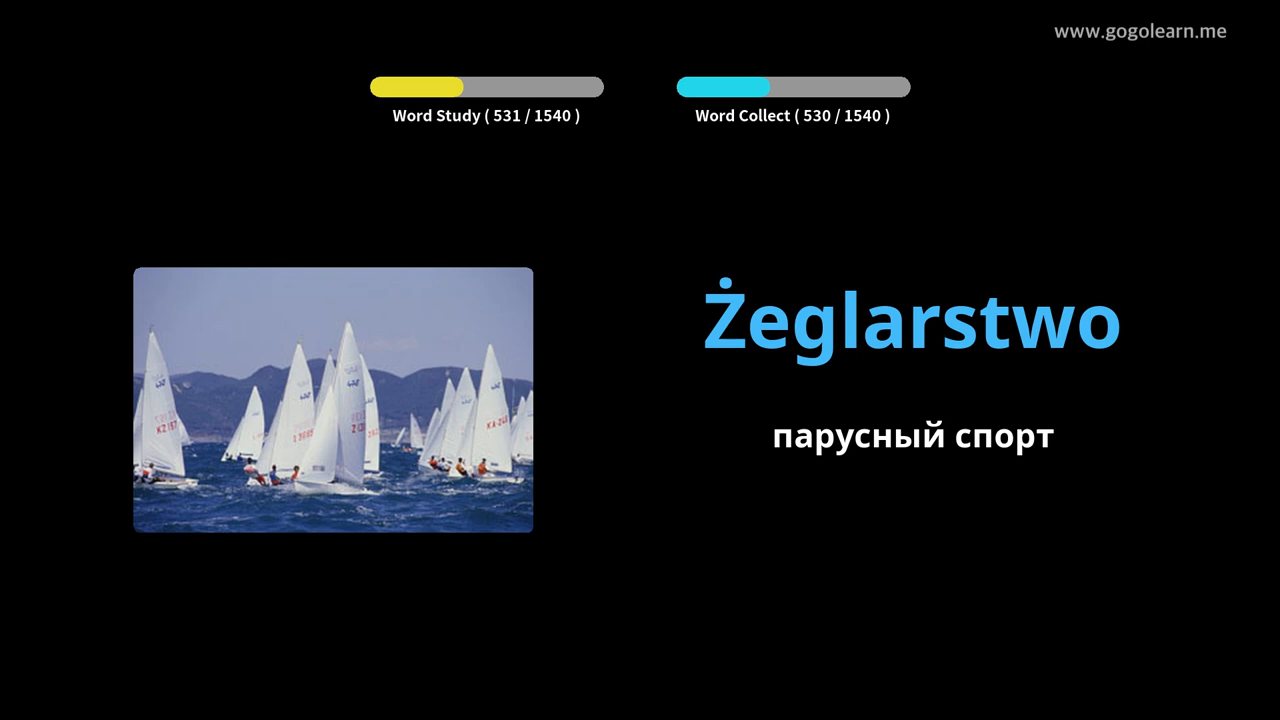 www.gogolearn.me
Word Study ( 531 / 1540 )
Word Collect ( 530 / 1540 )
Żeglarstwo
парусный спорт